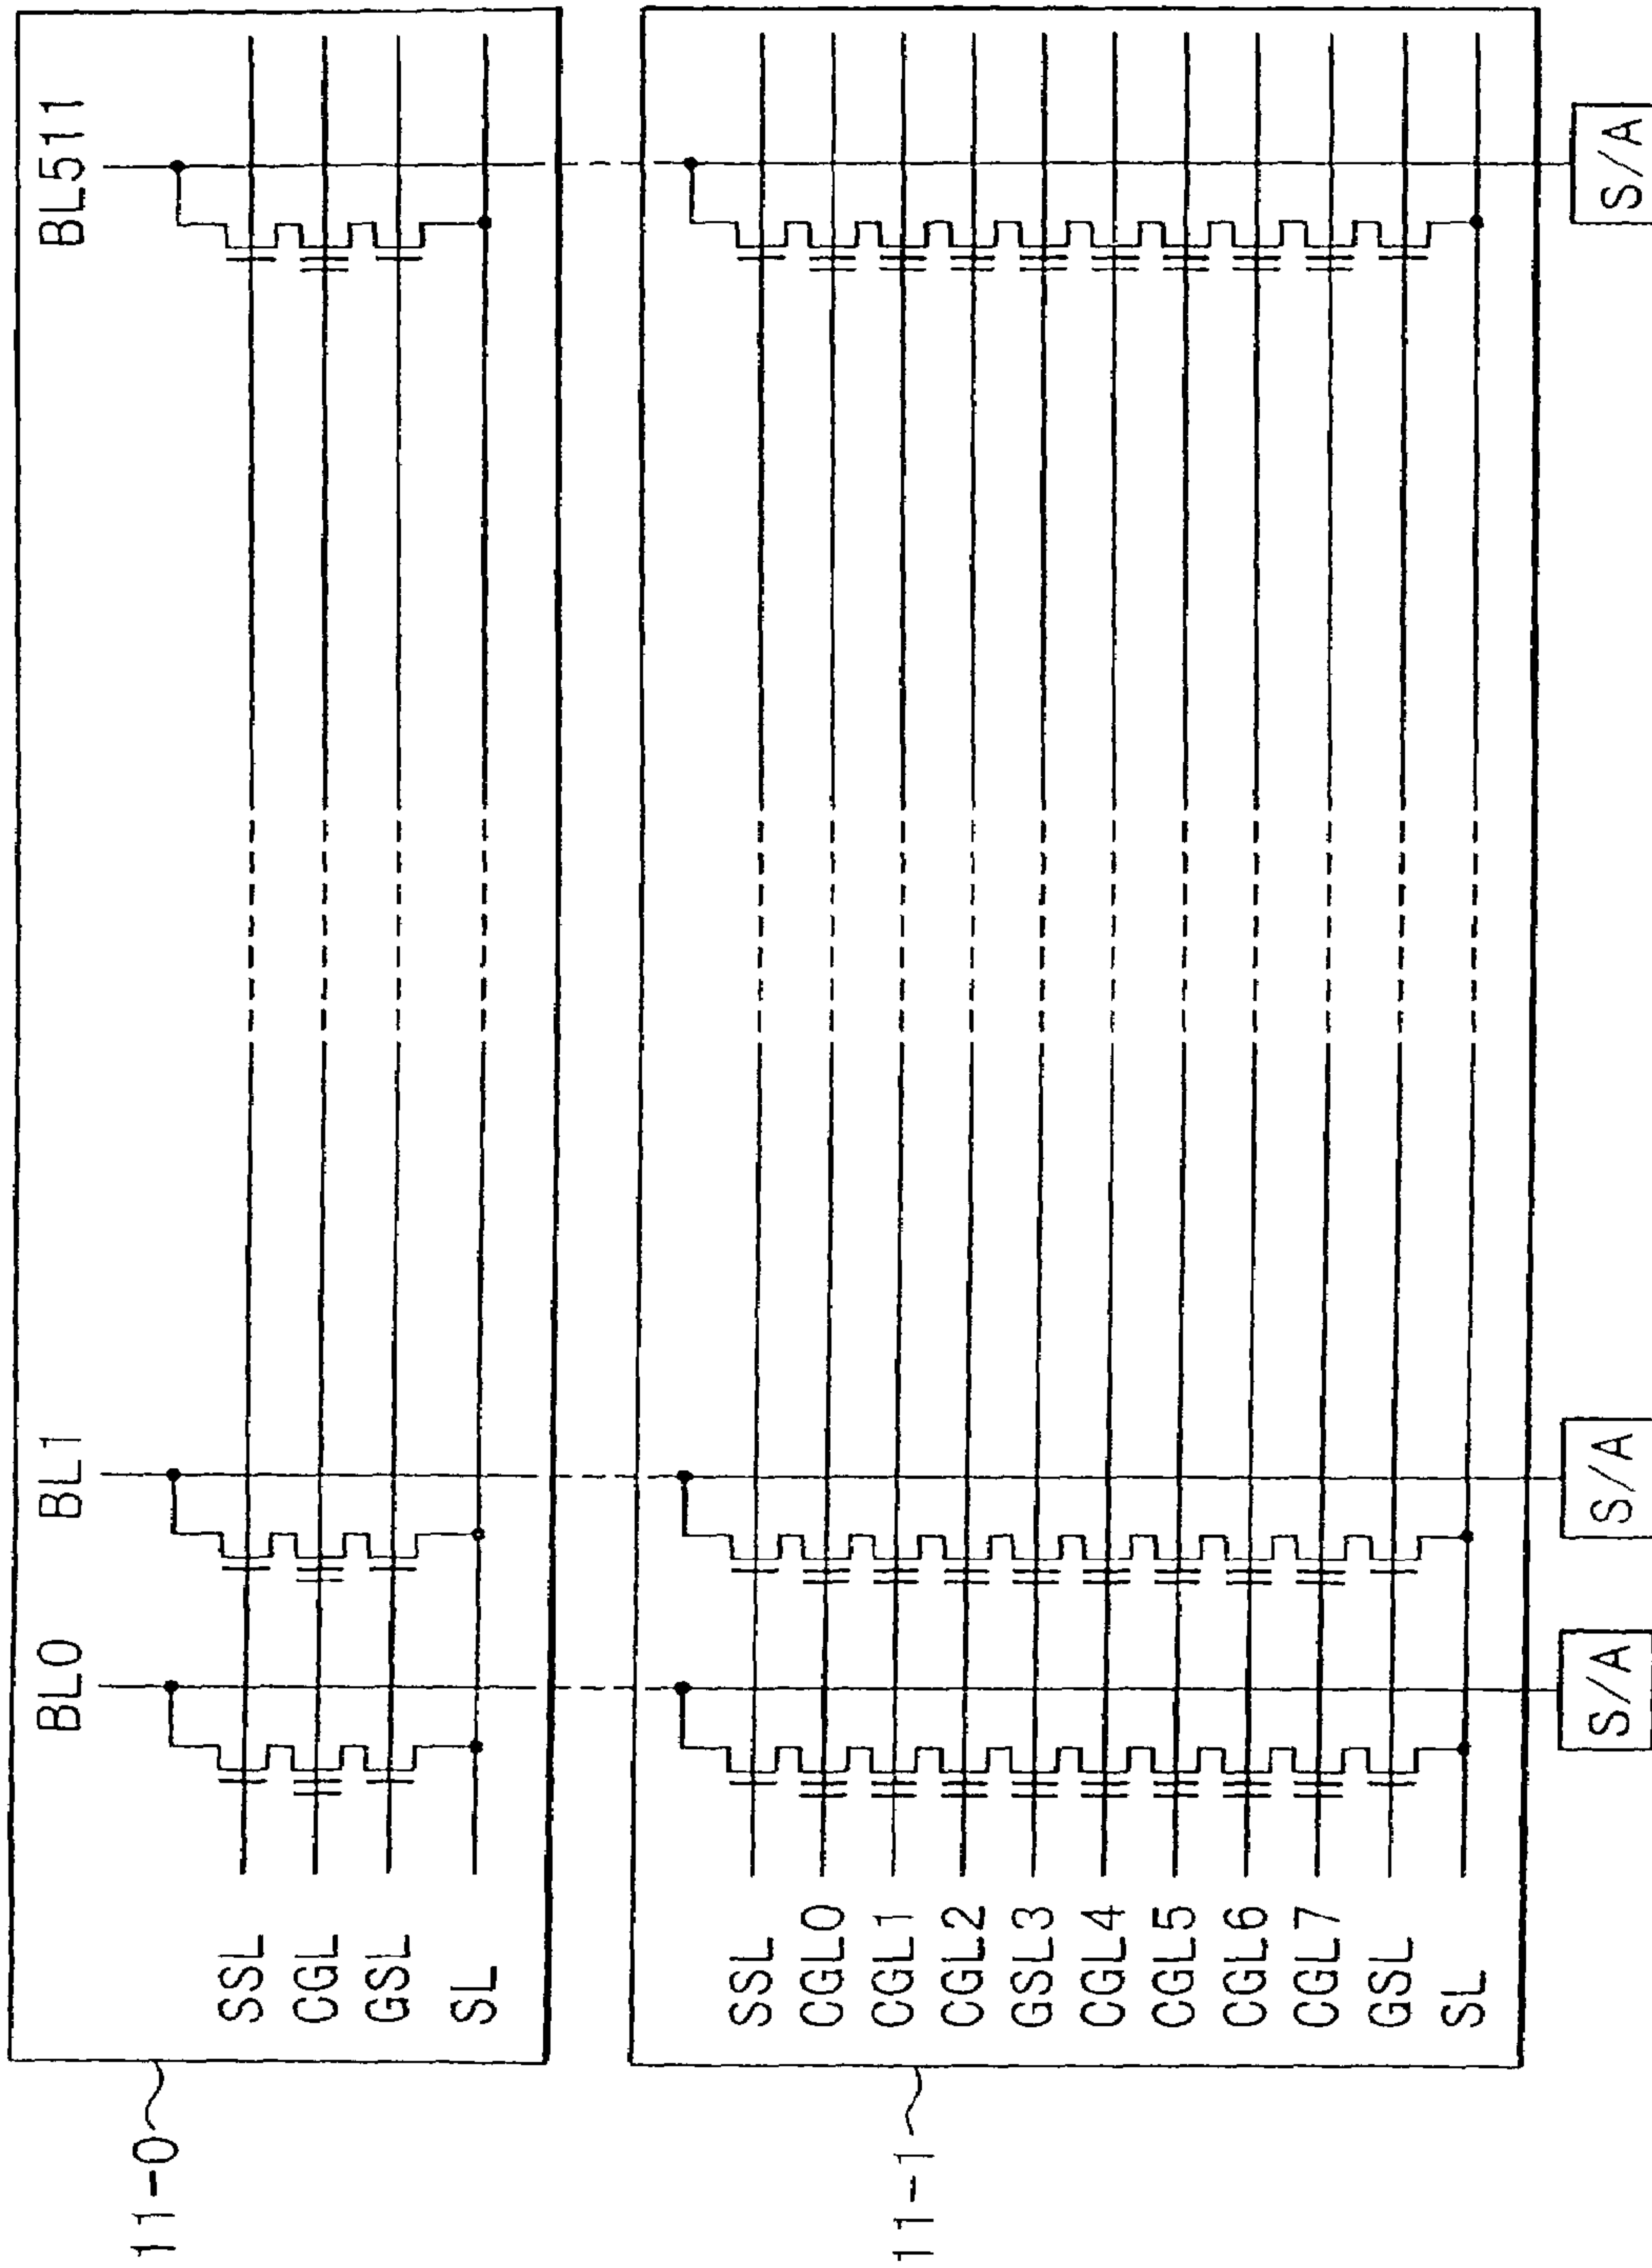 BL0 BL1 BL511
SSL
CGL
GSL
SL
11-0
SSL
CGL0
CGL1
CGL2
GSL3
CGL4
CGL5
CGL6
CGL7
GSL
SL
11-1
S/A S/A S/A